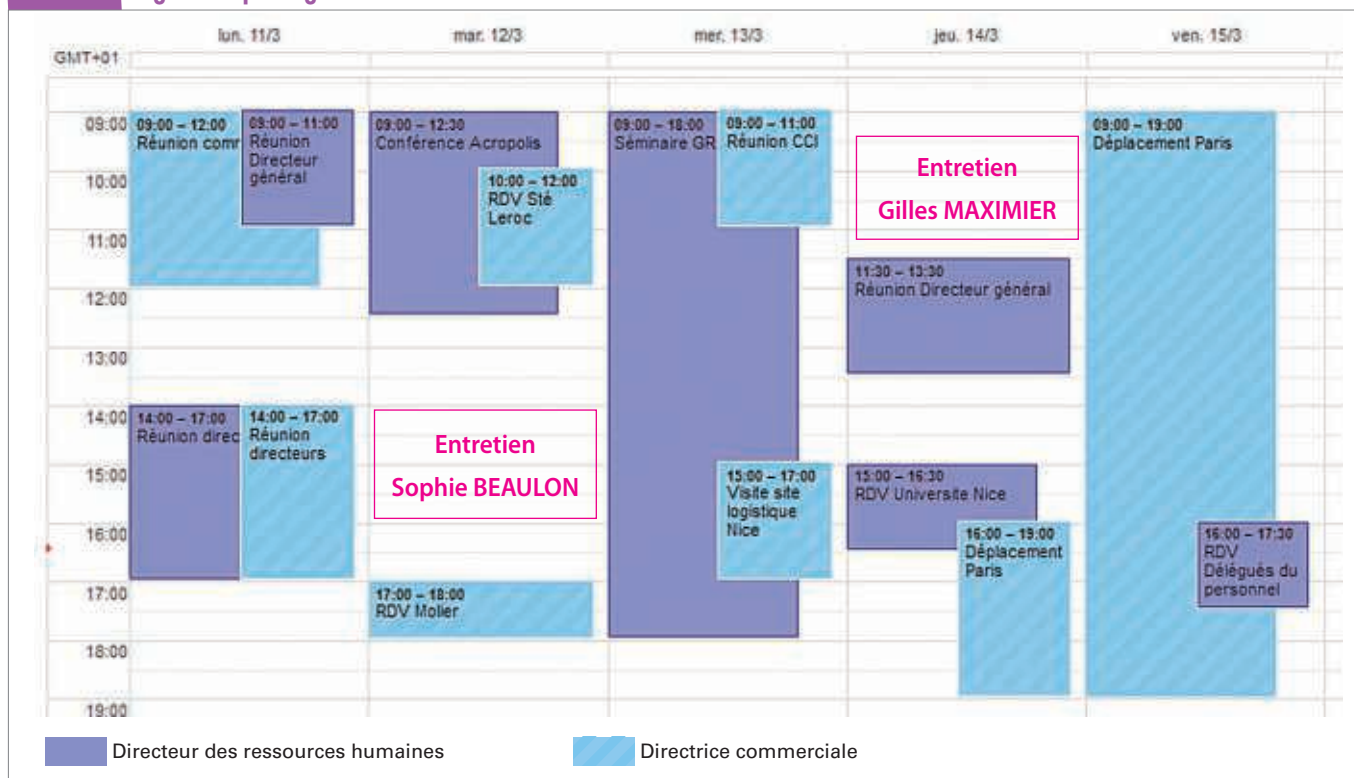 lun. 11/3
mar. 12/3
mer. 13/3
jeu. 14/3
ven. 15/3
GMT+01
09:00
10:00
11:00
12:00
13:00
14:00
15:00
16:00
17:00
18:00
19:00
09:00 – 12:00
Réunion comr
09:00 – 11:00
Réunion
Directeur
général
14:00 – 17:00
Réunion direc
14:00 – 17:00
Réunion
directeurs
09:00 – 12:30
Conférence Acropolis
10:00 – 12:00
RDV Sté
Leroc
Entretien
Sophie BEAULON
17:00 – 18:00
RDV Molier
09:00 – 18:00
Séminaire GR
09:00 – 11:00
Réunion CCI
15:00 – 17:00
Visite site
logistique
Nice
Entretien
Gilles MAXIMIER
11:30 – 13:30
Réunion Directeur général
15:00 – 16:30
RDV Universite Nice
16:00 – 19:00
Déplacement
Paris
09:00 – 19:00
Déplacement Paris
16:00 – 17:30
RDV
Délégués du
personnel
Directeur des ressources humaines
Directrice commerciale